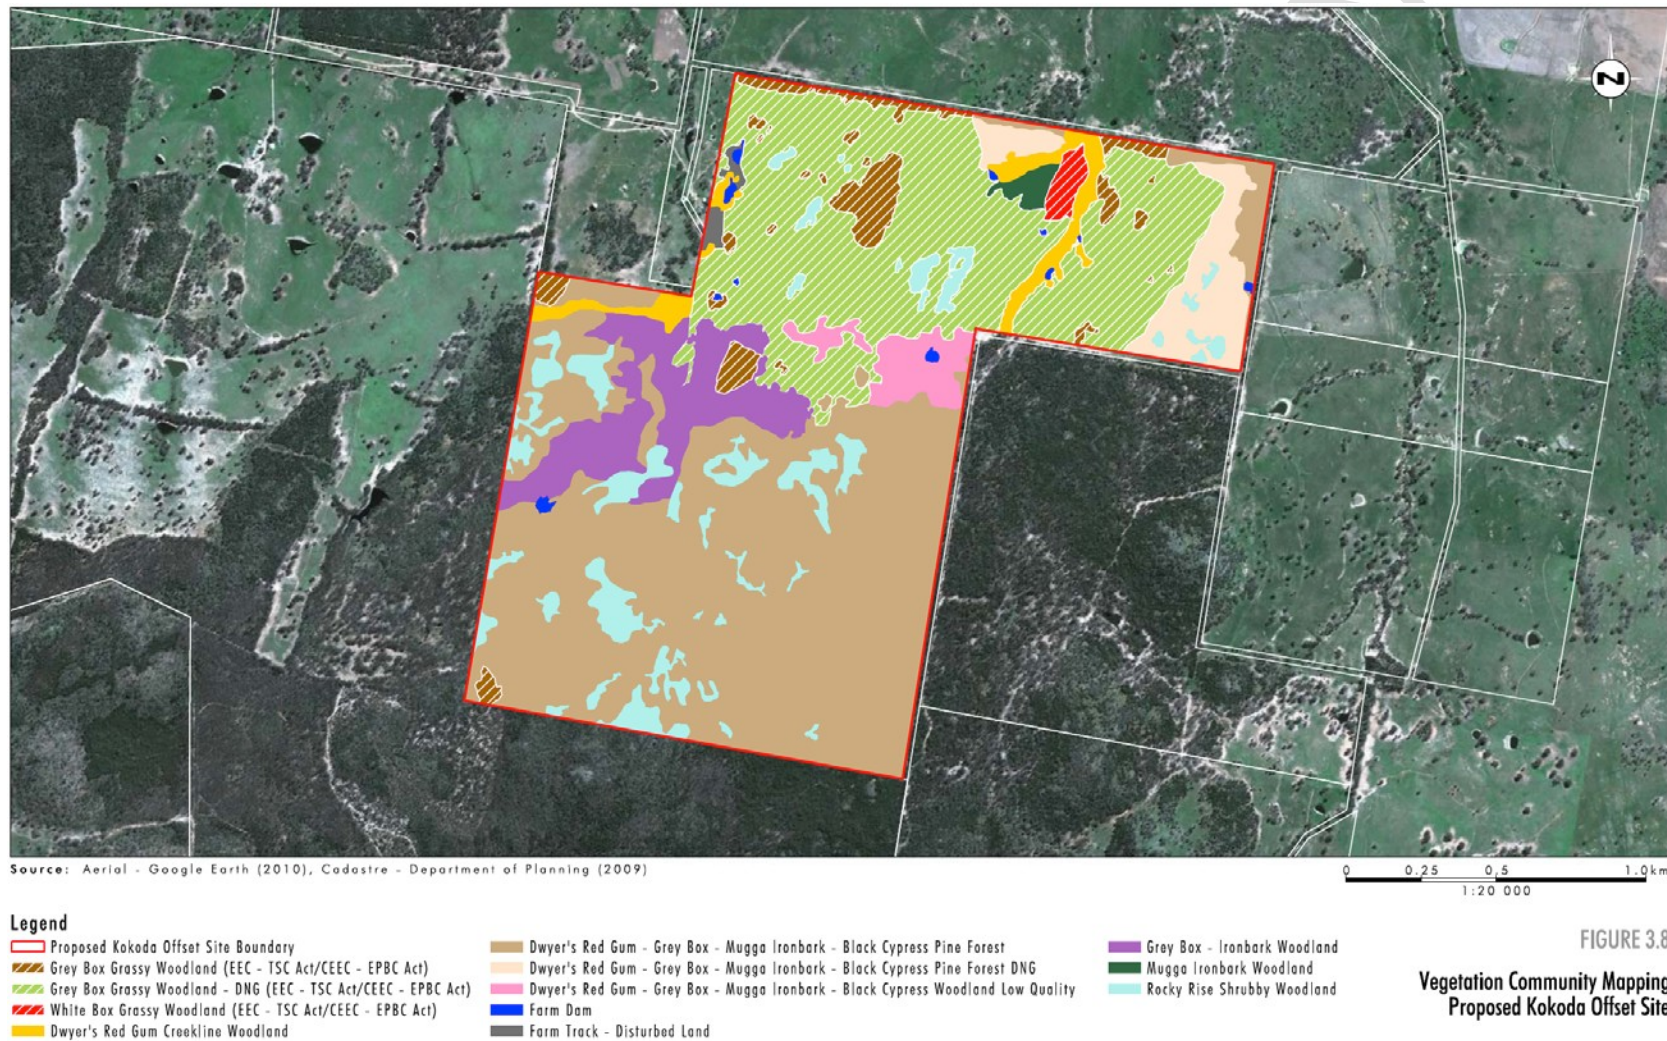 N
Source: Aerial - Google Earth (2010), Cadastre - Department of Planning (2009)
0 0.25 0.5 1.0km
1:20 000
Legend
Proposed Kokoda Offset Site Boundary
Grey Box Grassy Woodland (EEC - TSC Act/CEEC - EPBC Act)
Grey Box Grassy Woodland - DNG (EEC - TSC Act/CEEC - EPBC Act)
White Box Grassy Woodland (EEC - TSC Act/CEEC - EPBC Act)
Dwyer's Red Gum Creekline Woodland
Dwyer's Red Gum - Grey Box - Mugga Ironbark - Black Cypress Pine Forest
Dwyer's Red Gum - Grey Box - Mugga Ironbark - Black Cypress Pine Forest DNG
Dwyer's Red Gum - Grey Box - Mugga Ironbark - Black Cypress Woodland Low Quality
Farm Dam
Farm Track - Disturbed Land
Grey Box - Ironbark Woodland
Mugga Ironbark Woodland
Rocky Rise Shrubby Woodland
FIGURE 3.8
Vegetation Community Mapping
Proposed Kokoda Offset Site